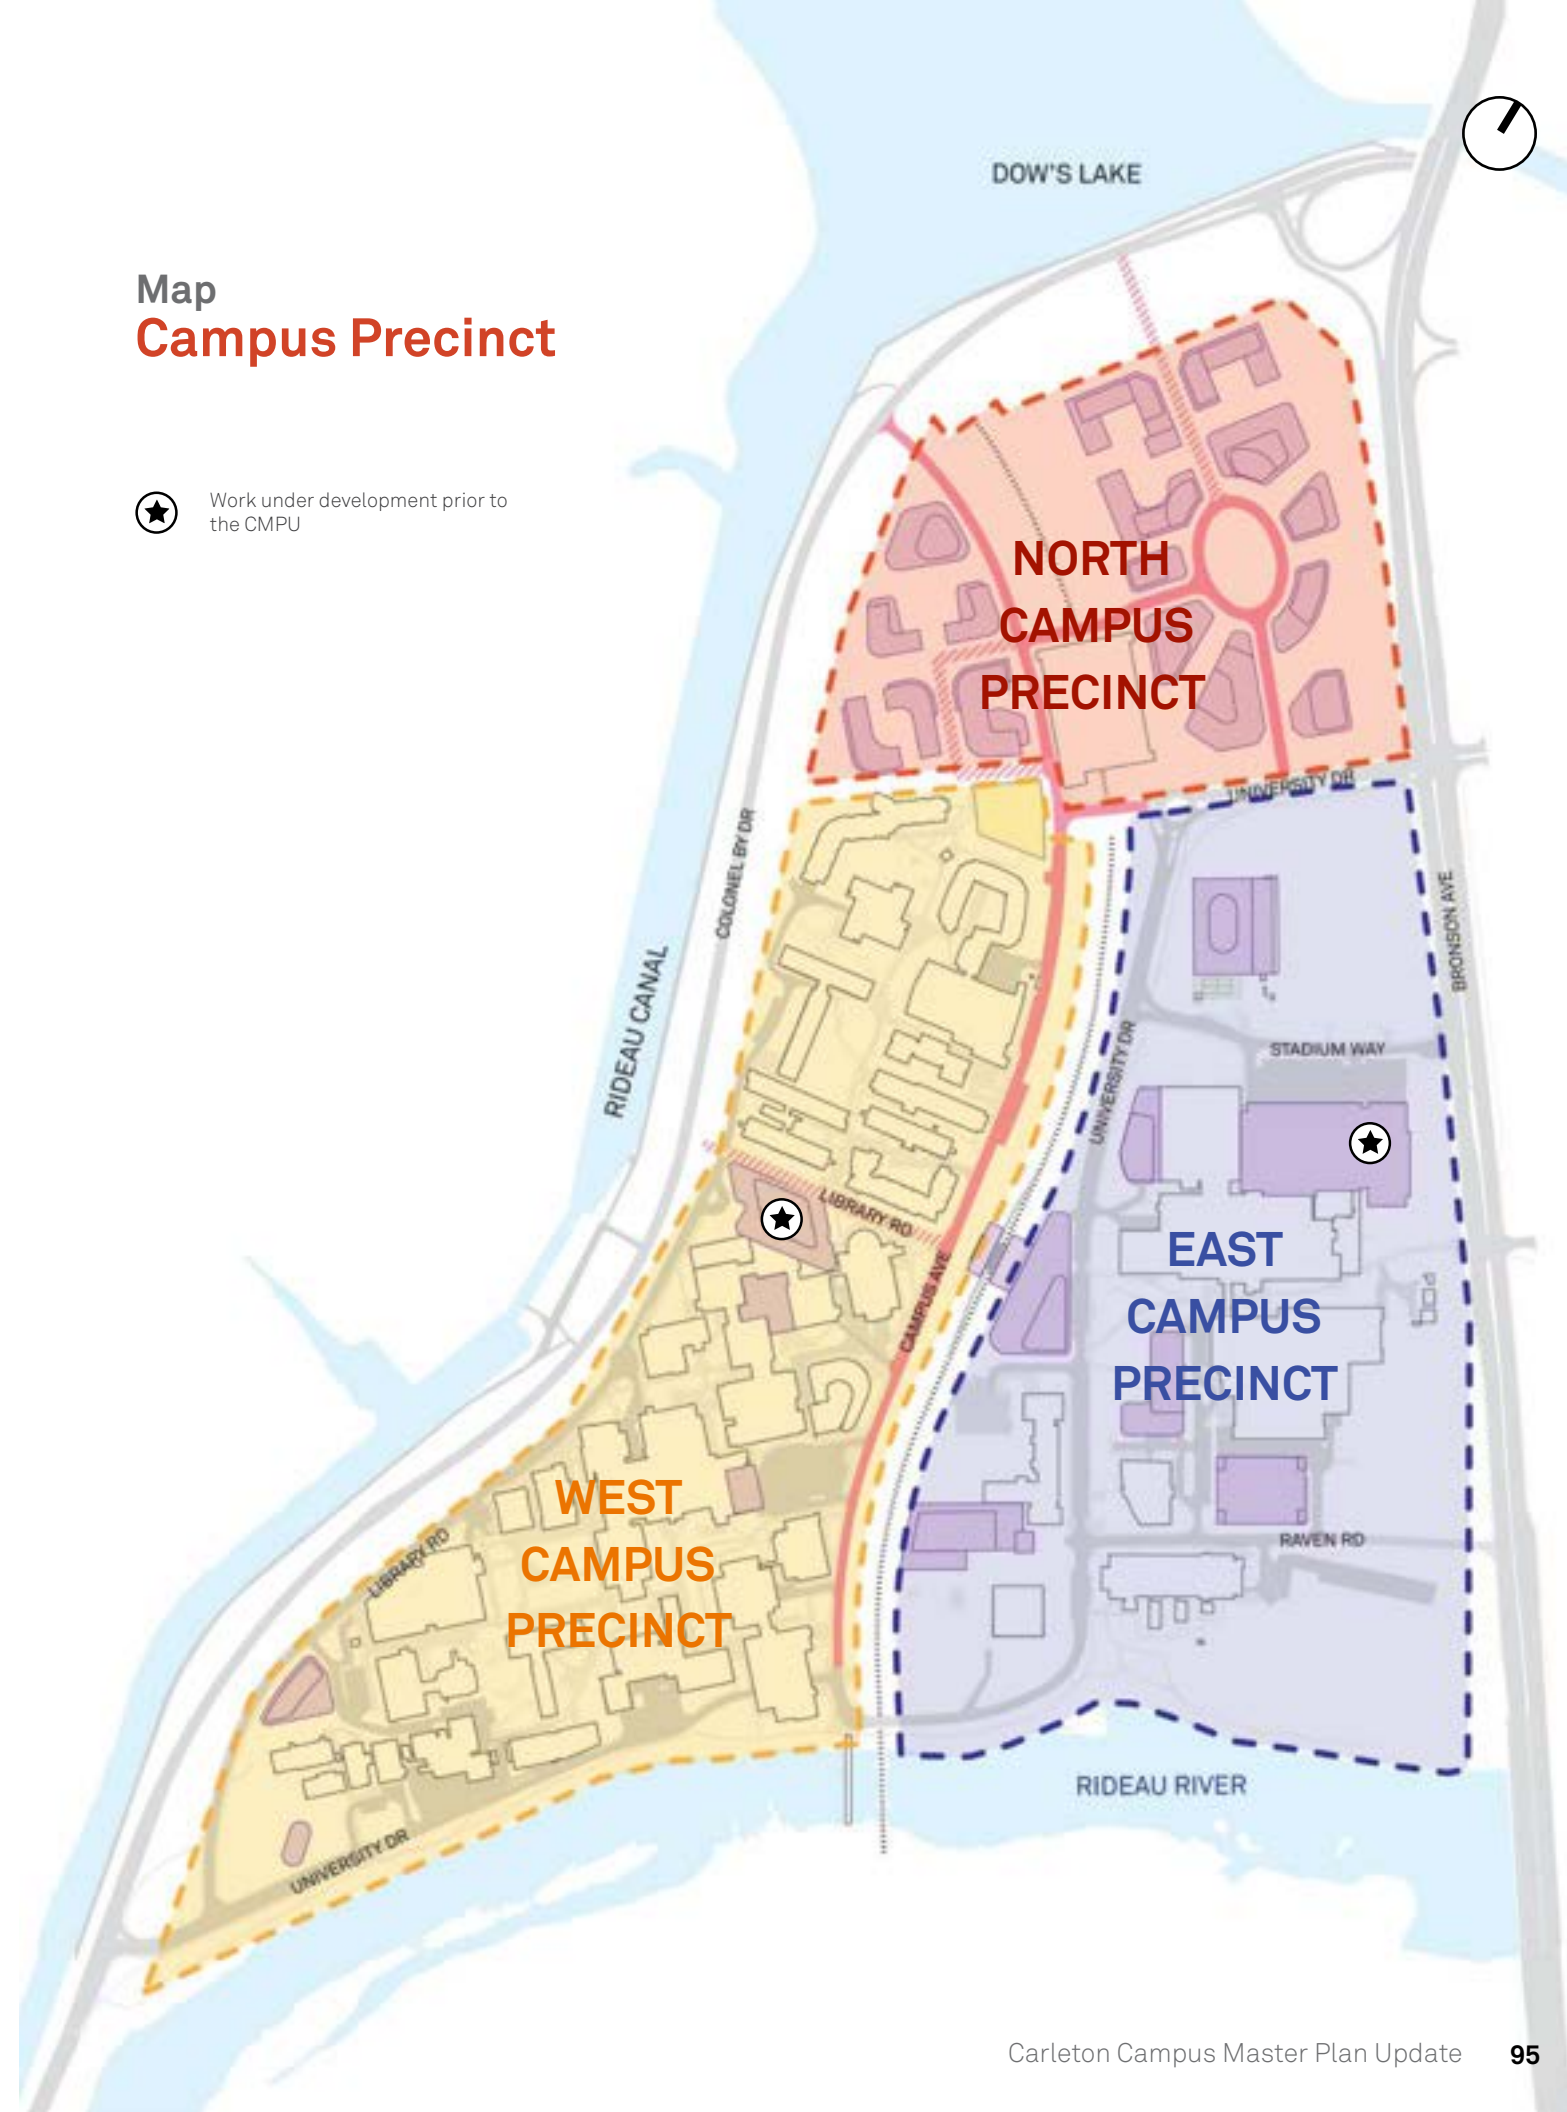 DOW'S LAKE
Map
Campus Precinct
Work under development prior to
the CMPU
NORTH
CAMPUS
PRECINCT
UNIVERSITY DR
COLONEL BY DR
RIDEAU CANAL
BRONSON AVE
UNIVERSITY DR
STADIUM WAY
LIBRARY RD
CAMPUS AVE
EAST
CAMPUS
PRECINCT
WEST
CAMPUS
PRECINCT
LIBRARY RD
RAVEN RD
UNIVERSITY DR
RIDEAU RIVER
Carleton Campus Master Plan Update 95